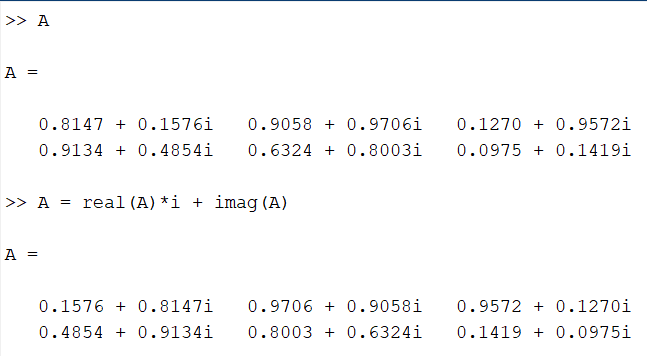 >> A
A =
0.8147 + 0.1576i   0.9058 + 0.9706i   0.1270 + 0.9572i
0.9134 + 0.4854i   0.6324 + 0.8003i   0.0975 + 0.1419i
>> A = real(A)*i + imag(A)
A =
0.1576 + 0.8147i   0.9706 + 0.9058i   0.9572 + 0.1270i
0.4854 + 0.9134i   0.8003 + 0.6324i   0.1419 + 0.0975i